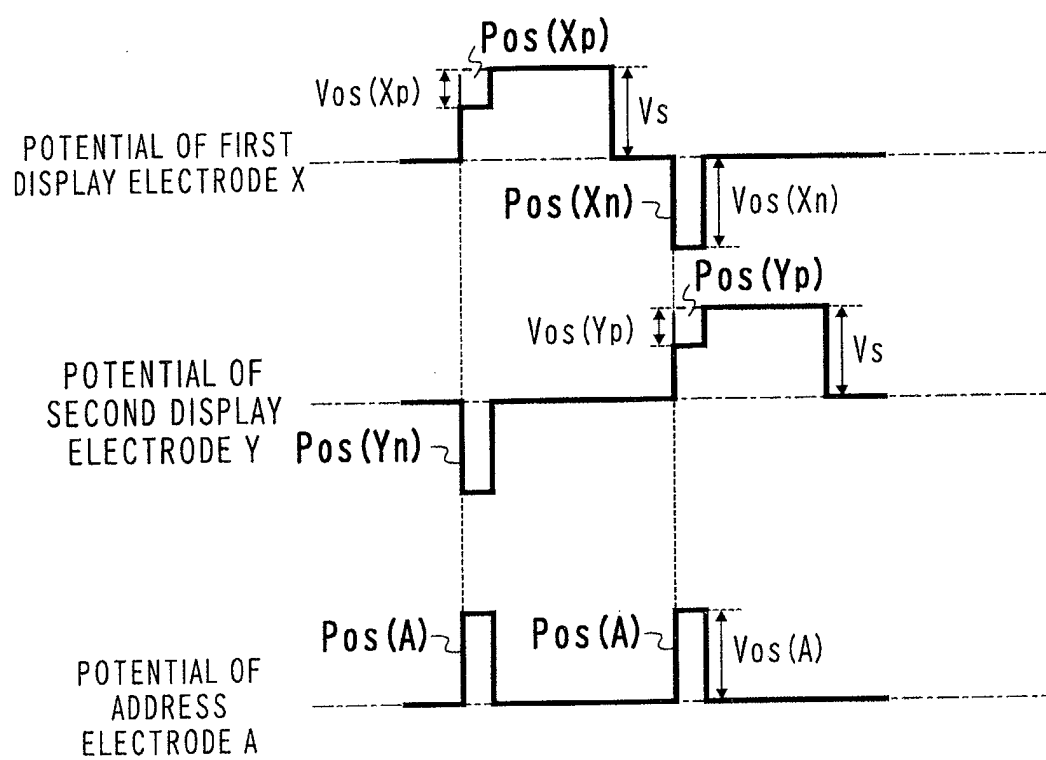 Pos(Xp)
Vos(Xp)
Vs
POTENTIAL OF FIRST
DISPLAY ELECTRODE X
Pos(Xn)
Vos(Xn)
Pos(Yp)
Vos(Yp)
Vs
POTENTIAL OF
SECOND DISPLAY
ELECTRODE Y
Pos(Yn)
Pos(A)
Pos(A)
Vos(A)
POTENTIAL OF
ADDRESS
ELECTRODE A